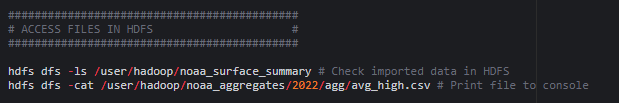 ###########################################
# ACCESS FILES IN HDFS                    #
###########################################
hdfs dfs -ls /user/hadoop/noaa_surface_summary # Check imported data in HDFS
hdfs dfs -cat /user/hadoop/noaa_aggregates/2022/agg/avg_high.csv # Print file to console